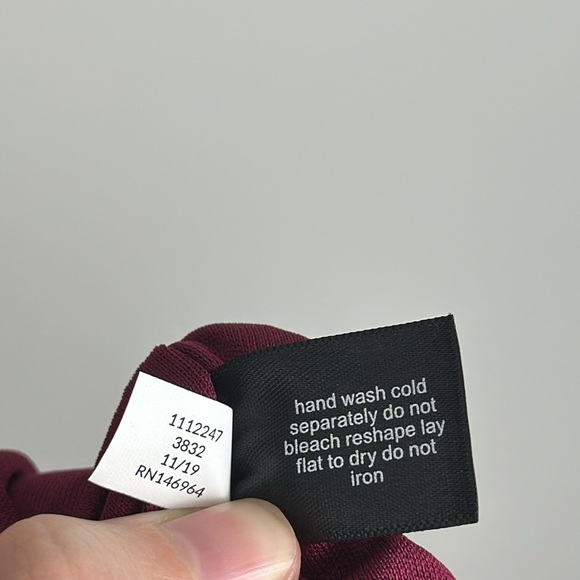 1112247
3832
11/19
RN146964
hand wash cold
separately do not
bleach reshape lay
flat to dry do not
iron